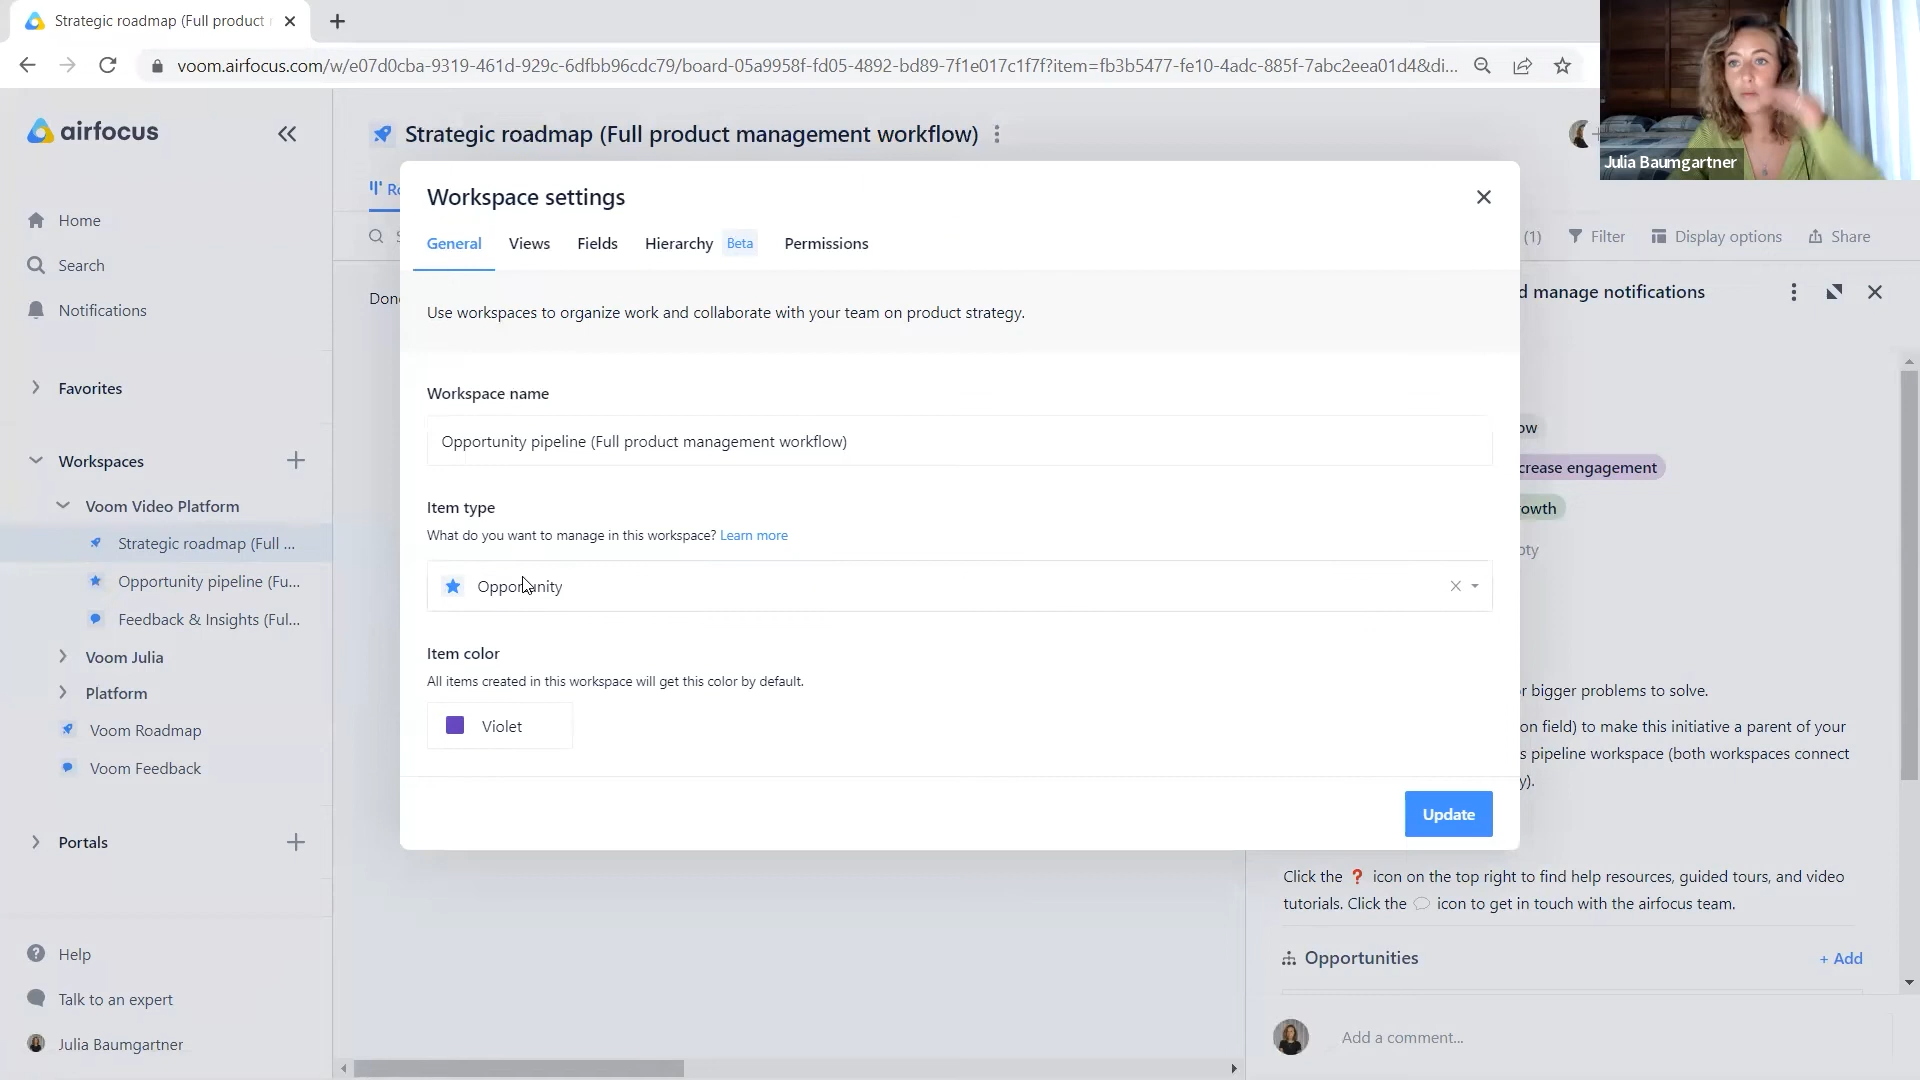 Strategic roadmap (Full product
voom.airfocus.com/w/e07d0cba-9319-461d-929c-6dfbb96cdc79/board-05a9958f-fd05-4892-bd89-7f1e017c1f7f?item=fb3b5477-fe10-4adc-885f-7abc2eea01d4&di...
Julia Baumgartner
airfocus
Home
Search
Notifications
Favorites
Workspaces
Voom Video Platform
Strategic roadmap (Full ...
Opportunity pipeline (Fu...
Feedback & Insights (Ful...
Voom Julia
Platform
Voom Roadmap
Voom Feedback
Portals
Help
Talk to an expert
Julia Baumgartner
Strategic roadmap (Full product management workflow)
(1)
Filter
Display options
Share
Workspace settings
General
Views
Fields
Hierarchy Beta
Permissions
Use workspaces to organize work and collaborate with your team on product strategy.
Workspace name
Opportunity pipeline (Full product management workflow)
Item type
What do you want to manage in this workspace? Learn more
Opportunity
Item color
All items created in this workspace will get this color by default.
Violet
Update
d manage notifications
ow
crease engagement
owth
pty
r bigger problems to solve.
on field) to make this initiative a parent of your
s pipeline workspace (both workspaces connect
y).
Click the ❓ icon on the top right to find help resources, guided tours, and video
tutorials. Click the 💬 icon to get in touch with the airfocus team.
Opportunities
+ Add
Add a comment...